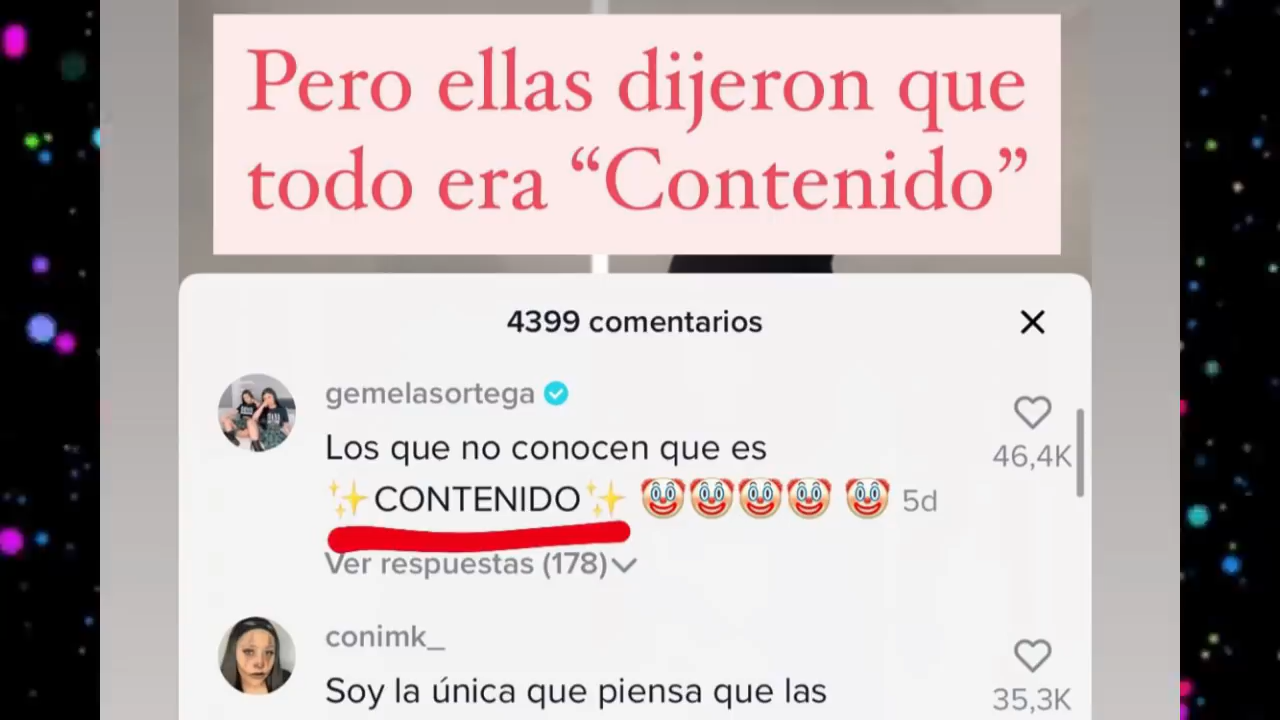 Pero ellas dijeron que
todo era “Contenido”
4399 comentarios
gemelasortega
Los que no conocen que es
✨CONTENIDO✨ 🤡🤡🤡🤡 🤡 5d
46,4K
Ver respuestas (178)
conimk_
Soy la única que piensa que las
35,3K